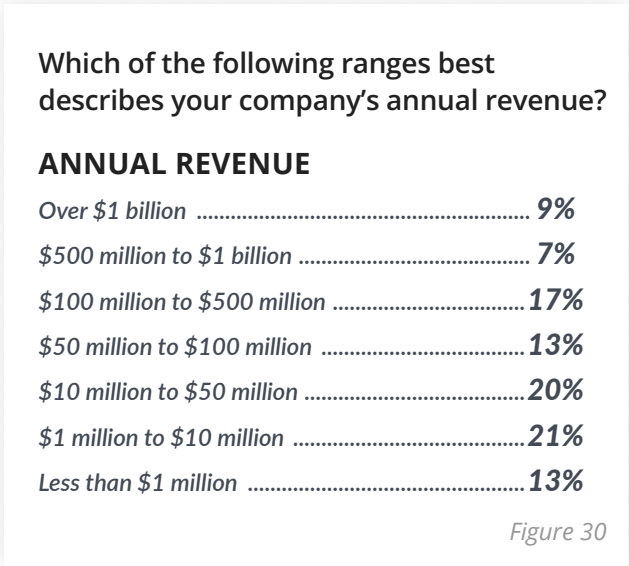 Which of the following ranges best
describes your company’s annual revenue?
ANNUAL REVENUE
Over $1 billion ........................................................... 9%
$500 million to $1 billion ......................................... 7%
$100 million to $500 million ..................................17%
$50 million to $100 million ....................................13%
$10 million to $50 million .......................................20%
$1 million to $10 million .........................................21%
Less than $1 million .................................................13%
Figure 30